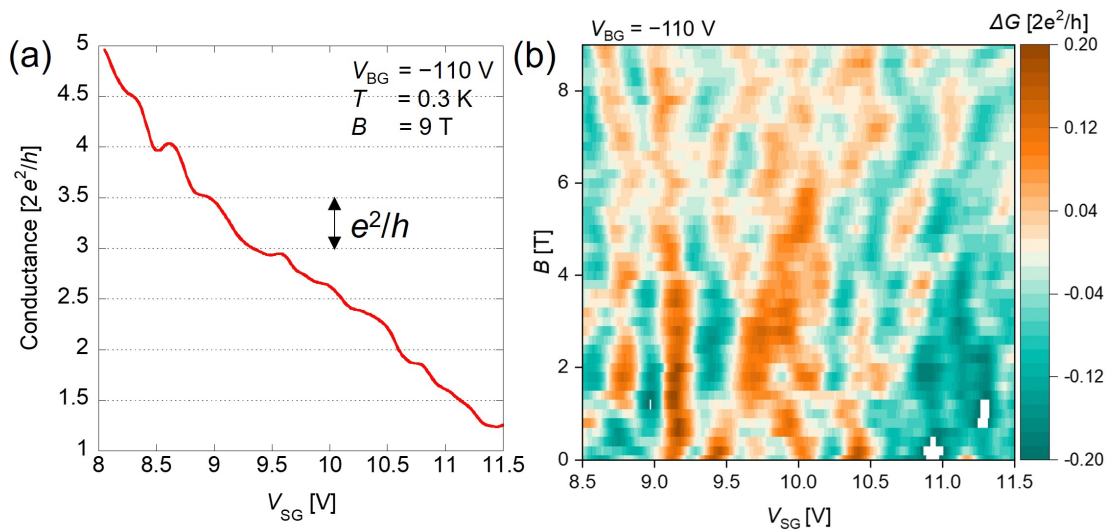 (a)
Conductance [2e²/h]
5
4.5
4
3.5
3
2.5
2
1.5
1
V_BG = −110 V
T = 0.3 K
B = 9 T
e²/h
8 8.5 9 9.5 10 10.5 11 11.5
V_SG [V]
(b)
V_BG = −110 V
B [T]
8
6
4
2
0
8.5 9.0 9.5 10.0 10.5 11.0 11.5
V_SG [V]
ΔG [2e²/h]
0.20
0.12
0.04
-0.04
-0.12
-0.20